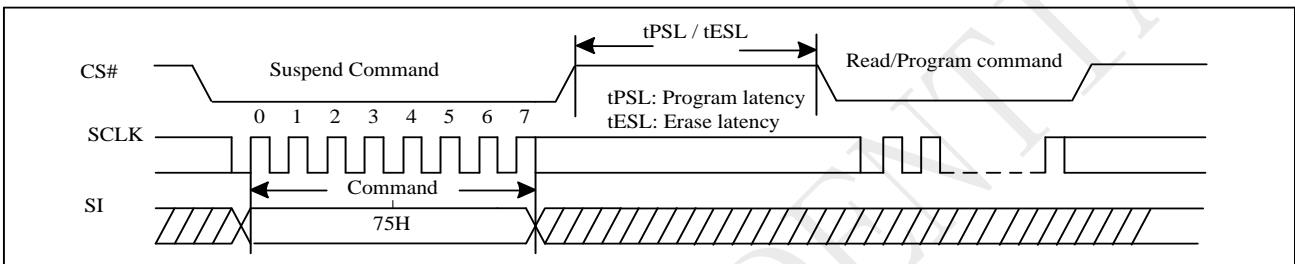 tPSL / tESL
CS#
Suspend Command
Read/Program command
tPSL: Program latency
tESL: Erase latency
0 1 2 3 4 5 6 7
SCLK
Command
SI
75H